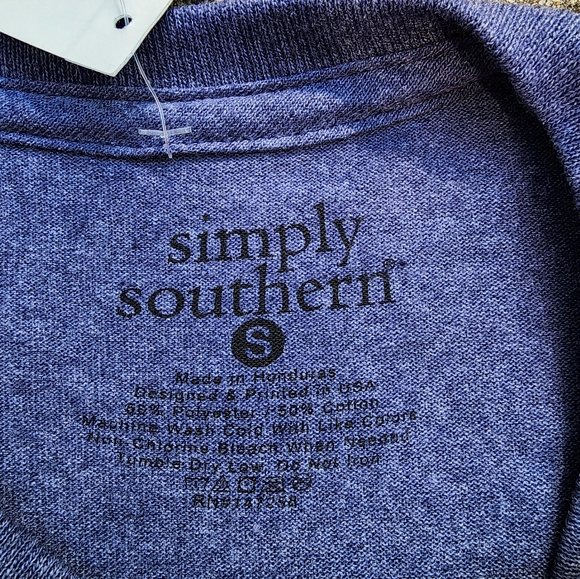 simply
southern™
S
Made in Honduras
Designed & Printed in USA
50% Polyester / 50% Cotton
Machine Wash Cold With Like Colors
Non Chlorine Bleach When Needed
Tumble Dry Low, Do Not Iron